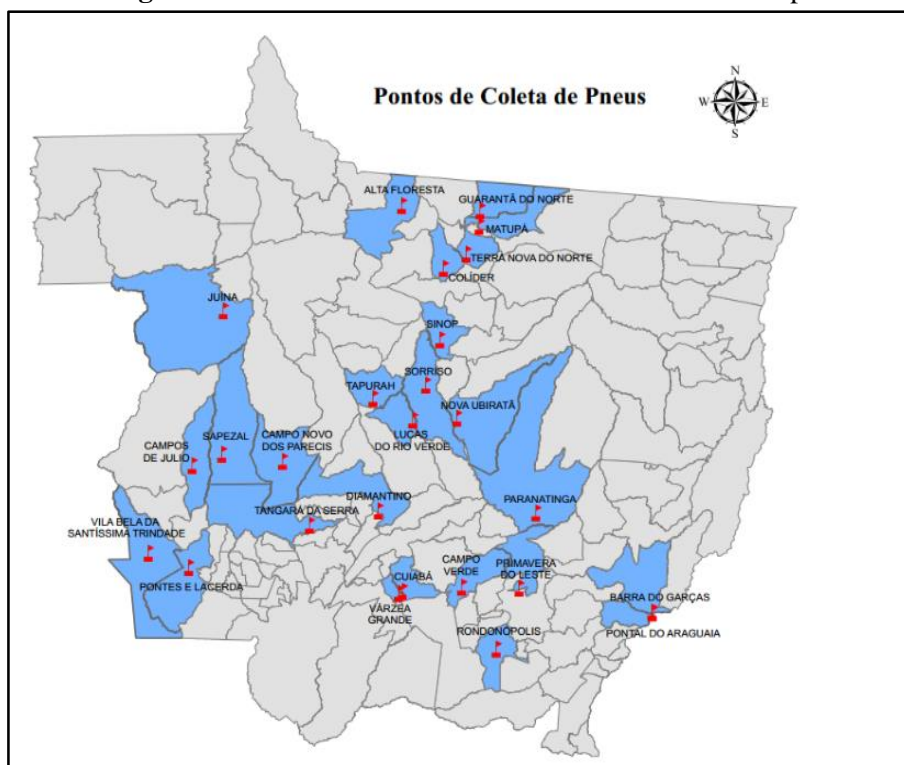 Pontos de Coleta de Pneus
N
W
E
S
ALTA FLORESTA
GUARANTÃ DO NORTE
MATUPÁ
TERRA NOVA DO NORTE
COLÍDER
JUÍNA
SINOP
SORRISO
TAPURAH
NOVA UBIRATÃ
LUCAS
DO RIO VERDE
CAMPOS
DE JULIO
SAPEZAL
CAMPO NOVO
DOS PARECIS
DIAMANTINO
PARANATINGA
TANGARÁ DA SERRA
VILA BELA DA
SANTÍSSIMA TRINDADE
PONTES E LACERDA
CUIABÁ
CAMPO
VERDE
PRIMAVERA
DO LESTE
VÁRZEA
GRANDE
BARRA DO GARÇAS
RONDONÓPOLIS
PONTAL DO ARAGUAIA